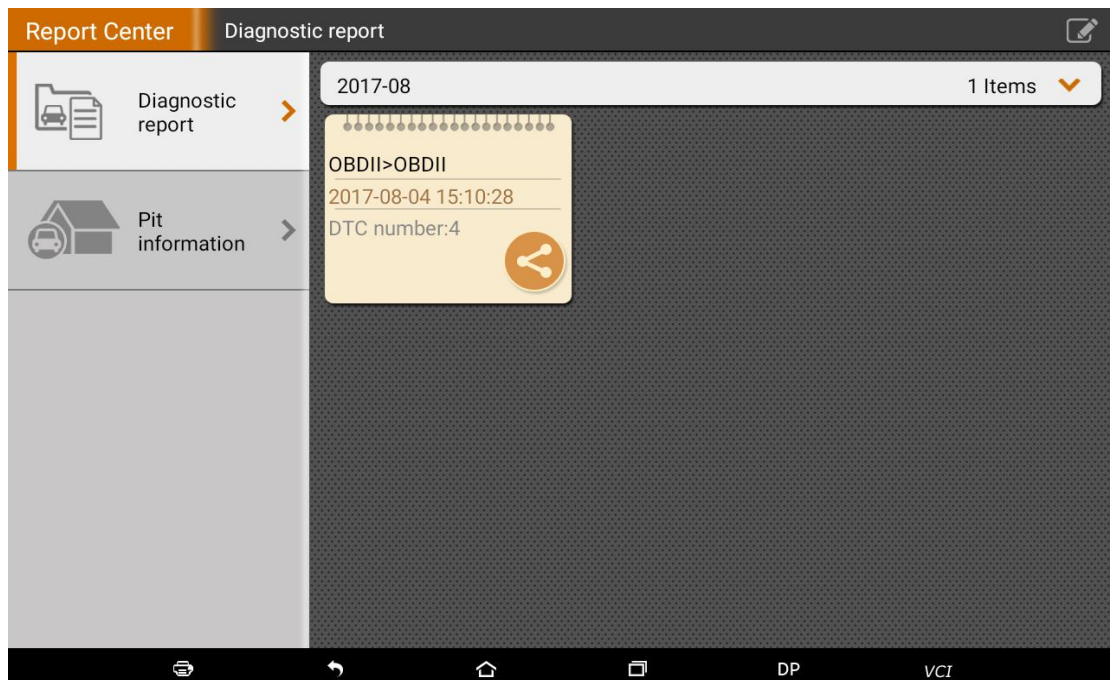 Report Center
Diagnostic report
Diagnostic
report
Pit
information
2017-08
1 Items
OBDII>OBDII
2017-08-04 15:10:28
DTC number:4
DP
VCI